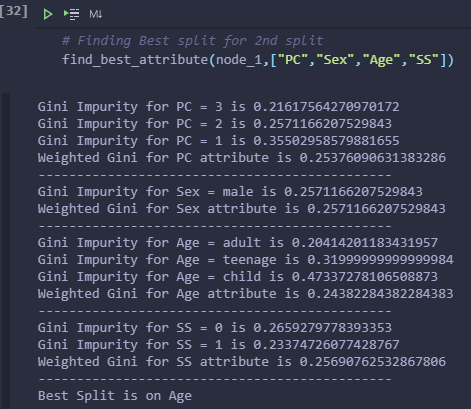 [32]
M↓
# Finding Best split for 2nd split
find_best_attribute(node_1,["PC","Sex","Age","SS"])
Gini Impurity for PC = 3 is 0.21617564270970172
Gini Impurity for PC = 2 is 0.2571166207529843
Gini Impurity for PC = 1 is 0.35502958579881655
Weighted Gini for PC attribute is 0.25376090631383286
----------------------------------------------
Gini Impurity for Sex = male is 0.2571166207529843
Weighted Gini for Sex attribute is 0.2571166207529843
----------------------------------------------
Gini Impurity for Age = adult is 0.20414201183431957
Gini Impurity for Age = teenage is 0.31999999999999984
Gini Impurity for Age = child is 0.47337278106508873
Weighted Gini for Age attribute is 0.24382284382284383
----------------------------------------------
Gini Impurity for SS = 0 is 0.2659279778393353
Gini Impurity for SS = 1 is 0.23374726077428767
Weighted Gini for SS attribute is 0.25690762532867806
----------------------------------------------
Best Split is on Age